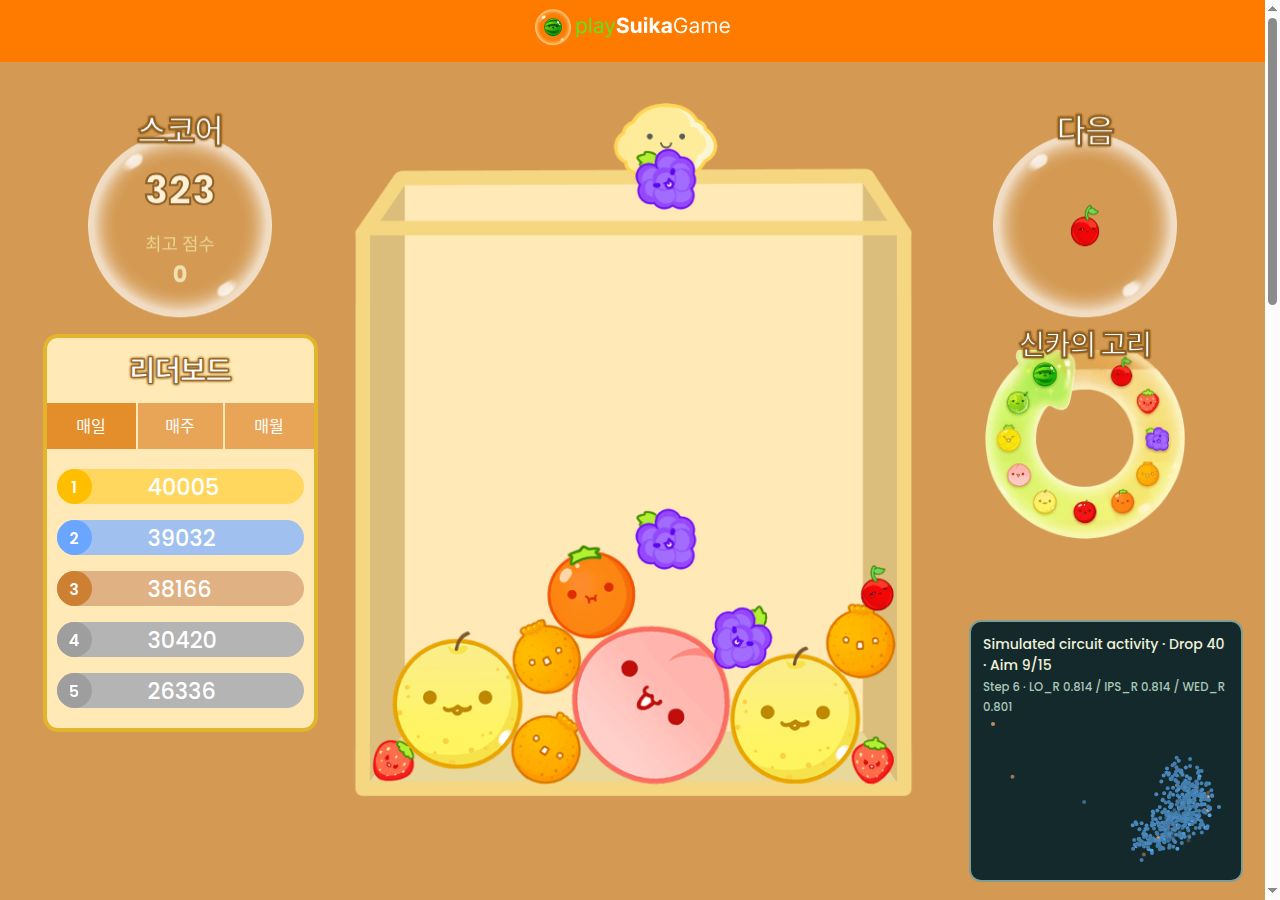 playSuikaGame
스코어
323
최고 점수
0
다음
리더보드
매일 매주 매월
1 40005
2 39032
3 38166
4 30420
5 26336
신카의 고리
Simulated circuit activity · Drop 40
· Aim 9/15
Step 6 · LO_R 0.814 / IPS_R 0.814 / WED_R
0.801